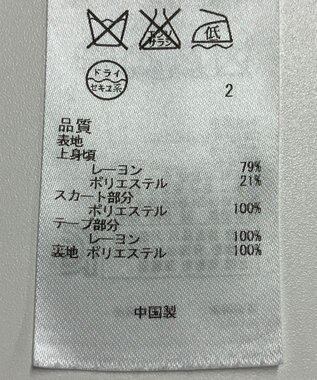 エンソ
サラシ
低
ドライ
セキユ系
2
品質
表地
上身頃
レーヨン 79%
ポリエステル 21%
スカート部分
ポリエステル 100%
テープ部分
レーヨン 100%
裏地 ポリエステル 100%
中国製